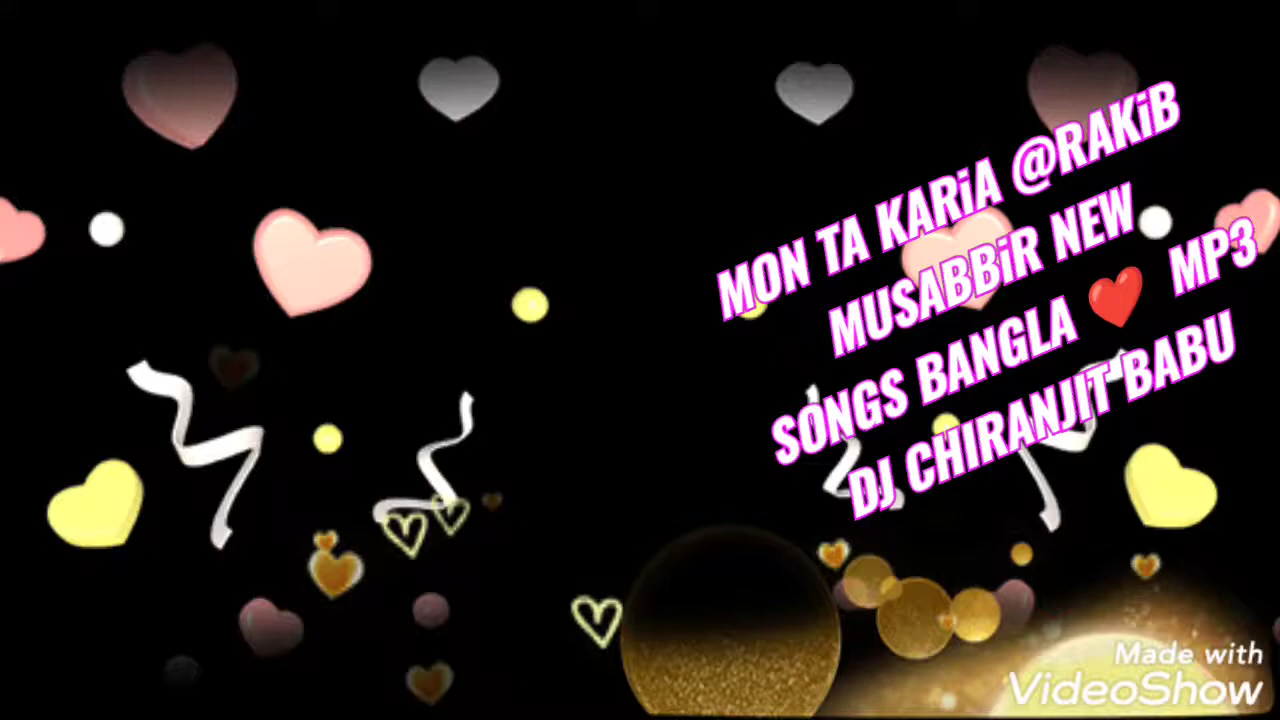 MON TA KARiA @RAKiB
MUSABBiR NEW
SONGS BANGLA ❤️ MP3
DJ CHIRANJIT BABU
Made with
VideoShow